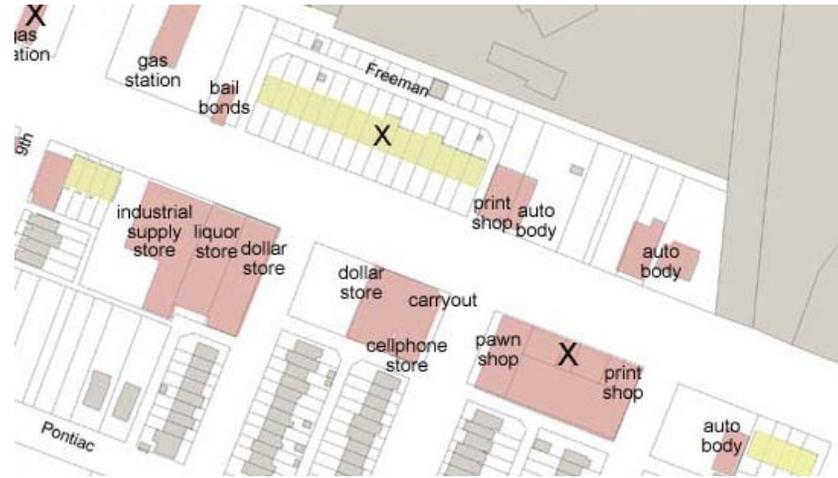 X
gas
station
gas
station
bail
bonds
Freeman
X
9th
print
shop
auto
body
industrial
supply
store
liquor
store
dollar
store
auto
body
dollar
store
carryout
cellphone
store
pawn
shop
X
print
shop
auto
body
Pontiac